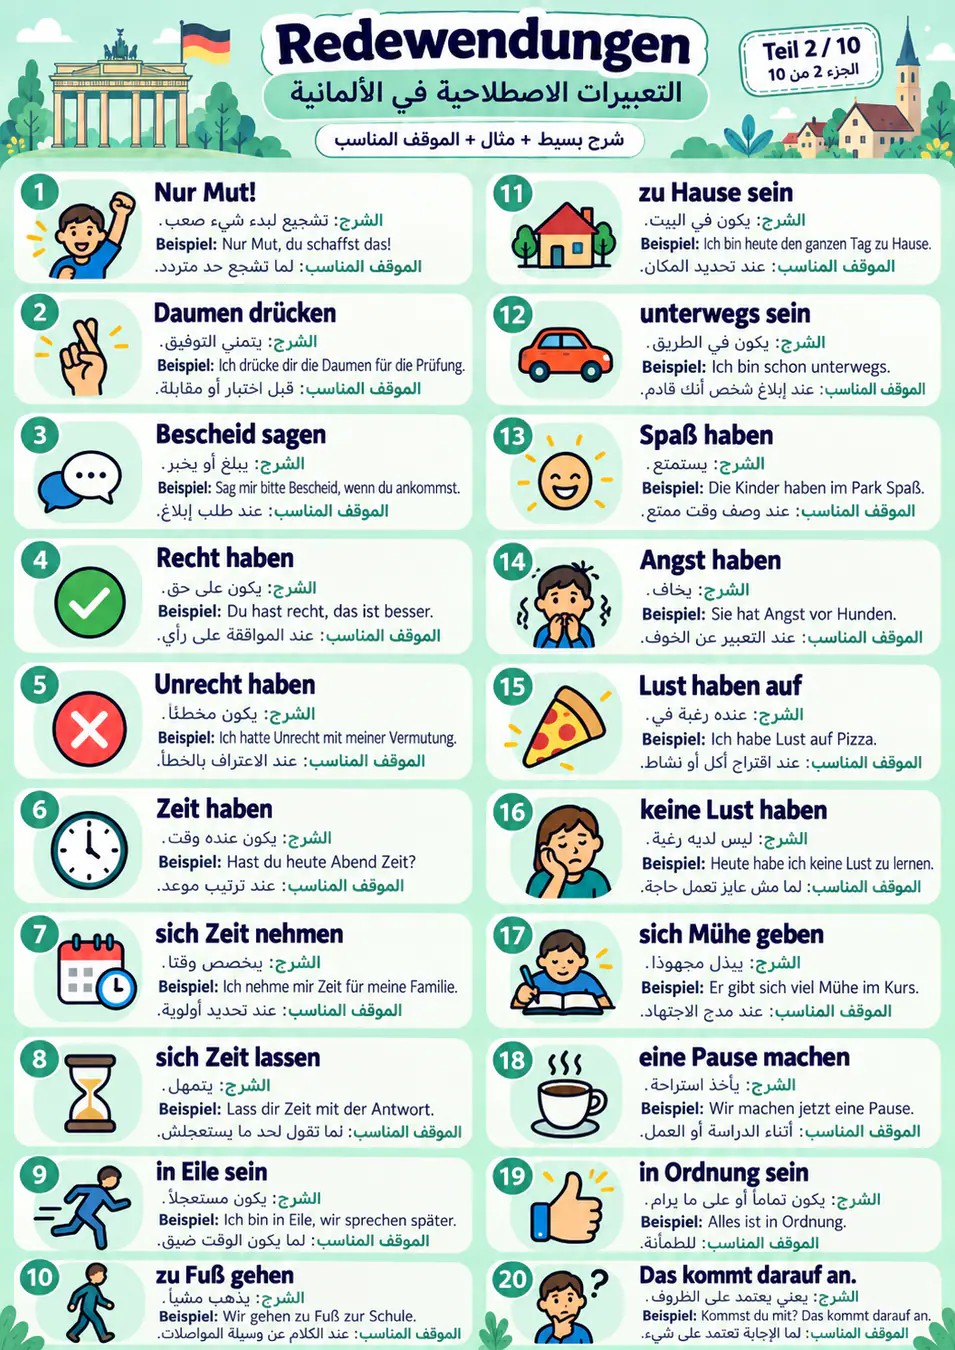 Redewendungen
التعبيرات الاصطلاحية في الألمانية
شرح بسيط + مثال + الموقف المناسب
Teil 2 / 10
الجزء 2 من 10
1
Nur Mut!
الشرح: تشجيع لبدء شيء صعب.
Beispiel: Nur Mut, du schaffst das!
الموقف المناسب: لما تشجع حد متردد.
2
Daumen drücken
الشرح: يتمني التوفيق.
Beispiel: Ich drücke dir die Daumen für die Prüfung.
الموقف المناسب: قبل اختبار أو مقابلة.
3
Bescheid sagen
الشرح: يبلغ أو يخبر.
Beispiel: Sag mir bitte Bescheid, wenn du ankommst.
الموقف المناسب: عند طلب إبلاغ.
4
Recht haben
الشرح: يكون على حق.
Beispiel: Du hast recht, das ist besser.
الموقف المناسب: عند الموافقة على رأي.
5
Unrecht haben
الشرح: يكون مخطئاً.
Beispiel: Ich hatte Unrecht mit meiner Vermutung.
الموقف المناسب: عند الاعتراف بالخطأ.
6
Zeit haben
الشرح: يكون عنده وقت.
Beispiel: Hast du heute Abend Zeit?
الموقف المناسب: عند ترتيب موعد.
7
sich Zeit nehmen
الشرح: يخصص وقتا.
Beispiel: Ich nehme mir Zeit für meine Familie.
الموقف المناسب: عند تحديد أولوية.
8
sich Zeit lassen
الشرح: يتمهل.
Beispiel: Lass dir Zeit mit der Antwort.
الموقف المناسب: نما تقول لحد ما يستعجلش.
9
in Eile sein
الشرح: يكون مستعجلاً.
Beispiel: Ich bin in Eile, wir sprechen später.
الموقف المناسب: لما يكون الوقت ضيق.
10
zu Fuß gehen
الشرح: يذهب مشياً.
Beispiel: Wir gehen zu Fuß zur Schule.
الموقف المناسب: عند الكلام عن وسيلة المواصلات.
11
zu Hause sein
الشرح: يكون في البيت.
Beispiel: Ich bin heute den ganzen Tag zu Hause.
الموقف المناسب: عند تحديد المكان.
12
unterwegs sein
الشرح: يكون في الطريق.
Beispiel: Ich bin schon unterwegs.
الموقف المناسب: عند إبلاغ شخص أنك قادم.
13
Spaß haben
الشرح: يستمتع.
Beispiel: Die Kinder haben im Park Spaß.
الموقف المناسب: عند وصف وقت ممتع.
14
Angst haben
الشرح: يخاف.
Beispiel: Sie hat Angst vor Hunden.
الموقف المناسب: عند التعبير عن الخوف.
15
Lust haben auf
الشرح: عنده رغبة في.
Beispiel: Ich habe Lust auf Pizza.
الموقف المناسب: عند اقتراح أكل أو نشاط.
16
keine Lust haben
الشرح: ليس لديه رغبة.
Beispiel: Heute habe ich keine Lust zu lernen.
الموقف المناسب: لما مش عايز تعمل حاجة.
17
sich Mühe geben
الشرح: يبذل مجهوذا.
Beispiel: Er gibt sich viel Mühe im Kurs.
الموقف المناسب: عند مدح الاجتهاد.
18
eine Pause machen
الشرح: يأخذ استراحة.
Beispiel: Wir machen jetzt eine Pause.
الموقف المناسب: أثناء الدراسة أو العمل.
19
in Ordnung sein
الشرح: يكون تماماً أو على ما يرام.
Beispiel: Alles ist in Ordnung.
الموقف المناسب: للطمأنة.
20
Das kommt darauf an.
الشرح: يعني يعتمد على الظروف.
Beispiel: Kommst du mit? Das kommt darauf an.
الموقف المناسب: لما الإجابة تعتمد على شيء.